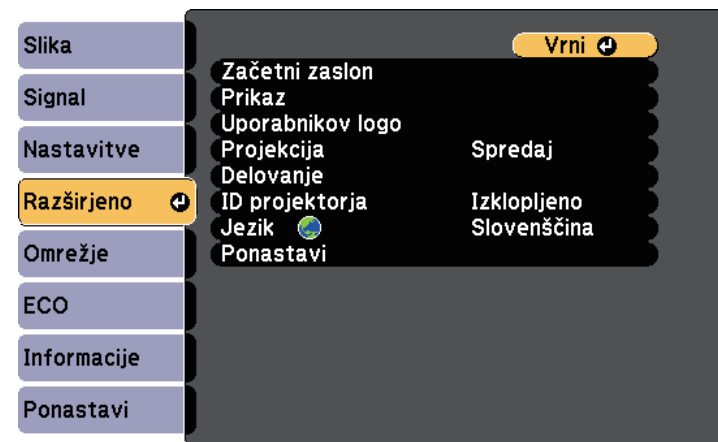 Slika
Signal
Nastavitve
Razširjeno
Omrežje
ECO
Informacije
Ponastavi
Vrni
Začetni zaslon
Prikaz
Uporabnikov logo
Projekcija Spredaj
Delovanje
ID projektorja Izklopljeno
Jezik Slovenščina
Ponastavi